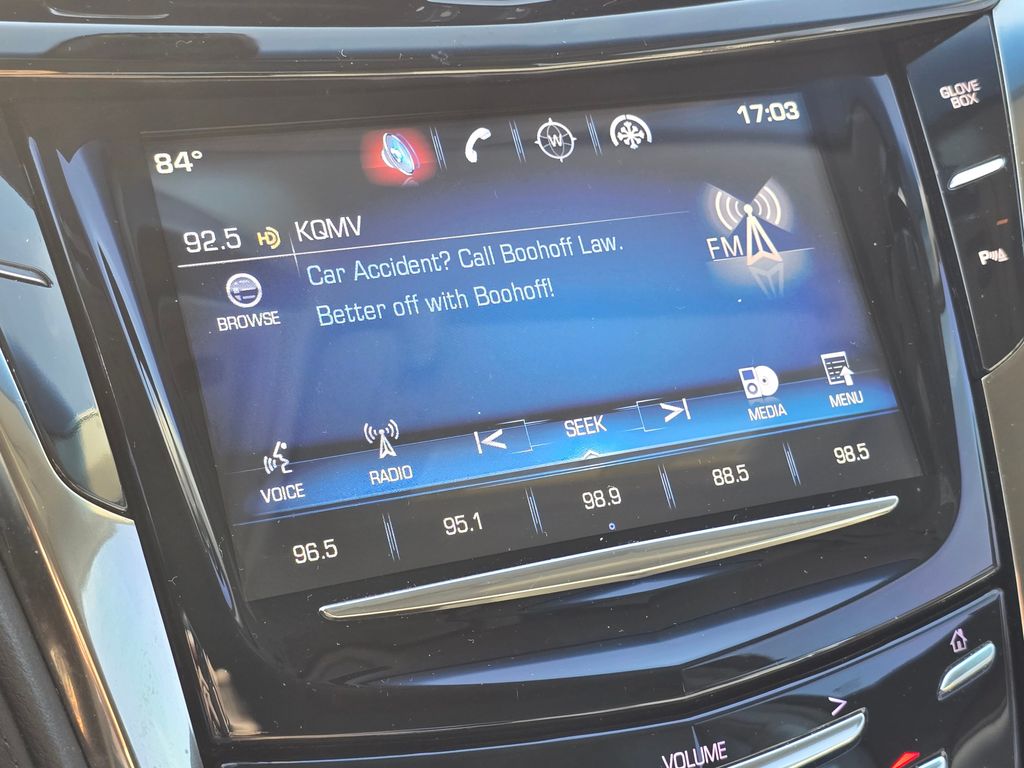 GLOVE BOX
84°
W
17:03
92.5 HD KQMV
Car Accident? Call Boohoff Law.
Better off with Boohoff!
FM
BROWSE
VOICE
RADIO
SEEK
MEDIA
MENU
96.5
95.1
98.9
88.5
98.5
P
VOLUME